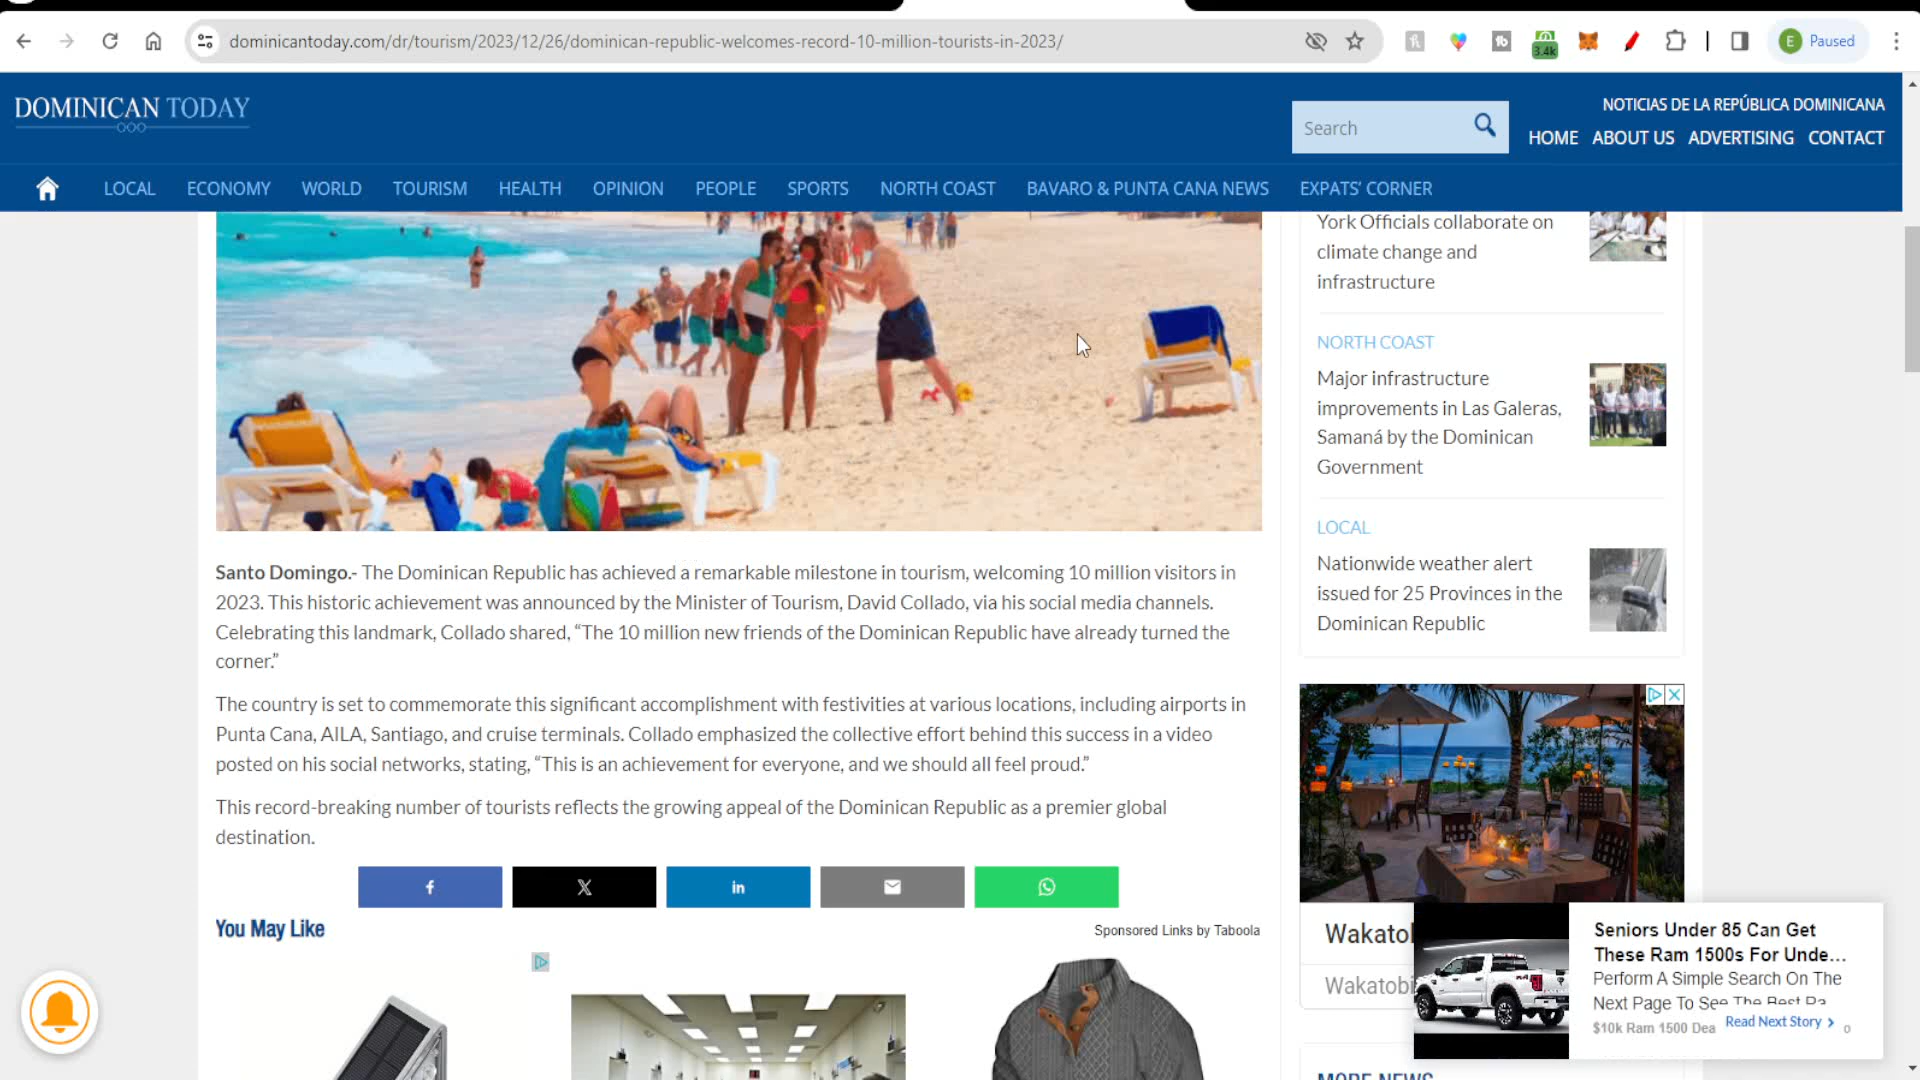 dominicantoday.com/dr/tourism/2023/12/26/dominican-republic-welcomes-record-10-million-tourists-in-2023/
3.4k
E Paused
DOMINICAN TODAY
Search
NOTICIAS DE LA REPÚBLICA DOMINICANA
HOME ABOUT US ADVERTISING CONTACT
LOCAL ECONOMY WORLD TOURISM HEALTH OPINION PEOPLE SPORTS NORTH COAST BAVARO & PUNTA CANA NEWS EXPATS' CORNER
Santo Domingo.- The Dominican Republic has achieved a remarkable milestone in tourism, welcoming 10 million visitors in
2023. This historic achievement was announced by the Minister of Tourism, David Collado, via his social media channels.
Celebrating this landmark, Collado shared, “The 10 million new friends of the Dominican Republic have already turned the
corner.”
The country is set to commemorate this significant accomplishment with festivities at various locations, including airports in
Punta Cana, AILA, Santiago, and cruise terminals. Collado emphasized the collective effort behind this success in a video
posted on his social networks, stating, “This is an achievement for everyone, and we should all feel proud.”
This record-breaking number of tourists reflects the growing appeal of the Dominican Republic as a premier global
destination.
You May Like
Sponsored Links by Taboola
York Officials collaborate on
climate change and
infrastructure
NORTH COAST
Major infrastructure
improvements in Las Galeras,
Samaná by the Dominican
Government
LOCAL
Nationwide weather alert
issued for 25 Provinces in the
Dominican Republic
Wakatobi
Seniors Under 85 Can Get
These Ram 1500s For Unde...
Perform A Simple Search On The
Next Page To See The Best Ra
$10k Ram 1500 Dea
Read Next Story
MORE NEWS